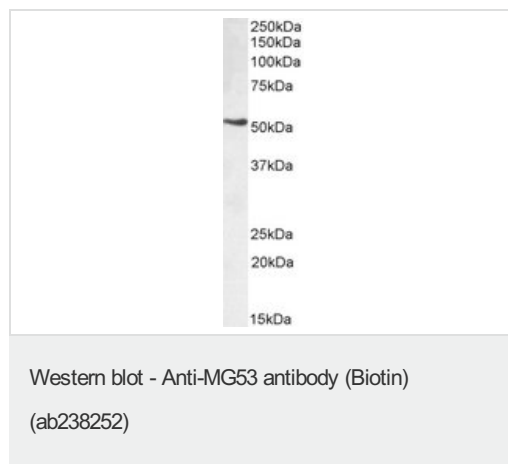 250kDa
150kDa
100kDa
75kDa
50kDa
37kDa
25kDa
20kDa
15kDa
Western blot - Anti-MG53 antibody (Biotin)
(ab238252)